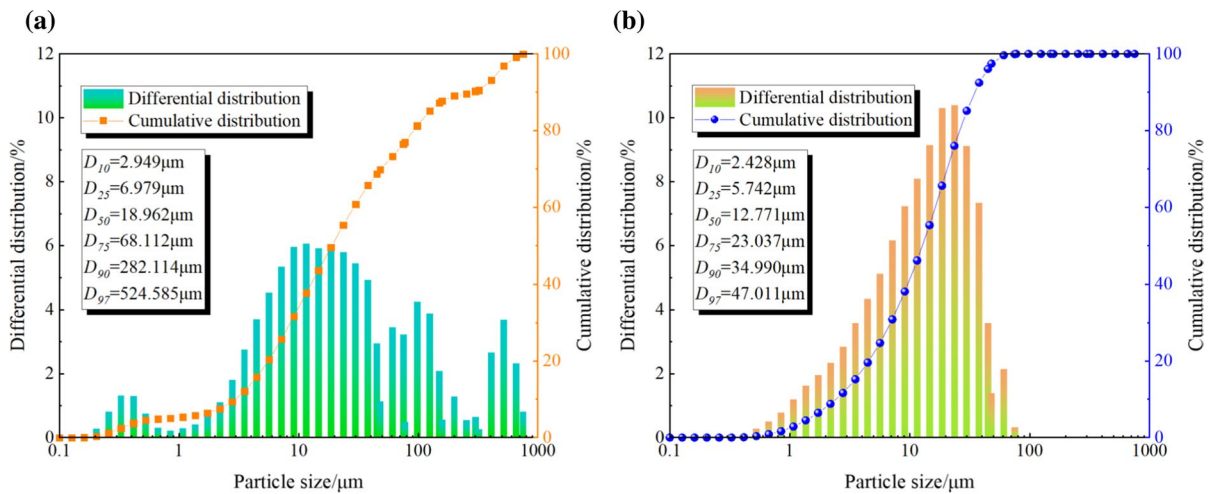 (a)
12
10
8
6
4
2
0
Differential distribution/%
Differential distribution
Cumulative distribution
D10=2.949μm
D25=6.979μm
D50=18.962μm
D75=68.112μm
D90=282.114μm
D97=524.585μm
100
80
60
40
20
0
Cumulative distribution/%
0.1 1 10 100 1000
Particle size/μm
(b)
12
10
8
6
4
2
0
Differential distribution/%
Differential distribution
Cumulative distribution
D10=2.428μm
D25=5.742μm
D50=12.771μm
D75=23.037μm
D90=34.990μm
D97=47.011μm
100
80
60
40
20
0
Cumulative distribution/%
0.1 1 10 100 1000
Particle size/μm